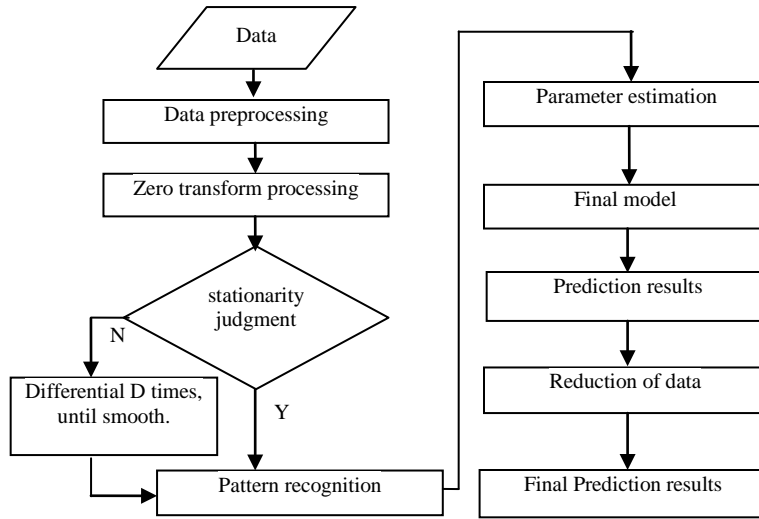 Data
Data preprocessing
Zero transform processing
stationarity
judgment
N
Differential D times,
until smooth.
Y
Pattern recognition
Parameter estimation
Final model
Prediction results
Reduction of data
Final Prediction results